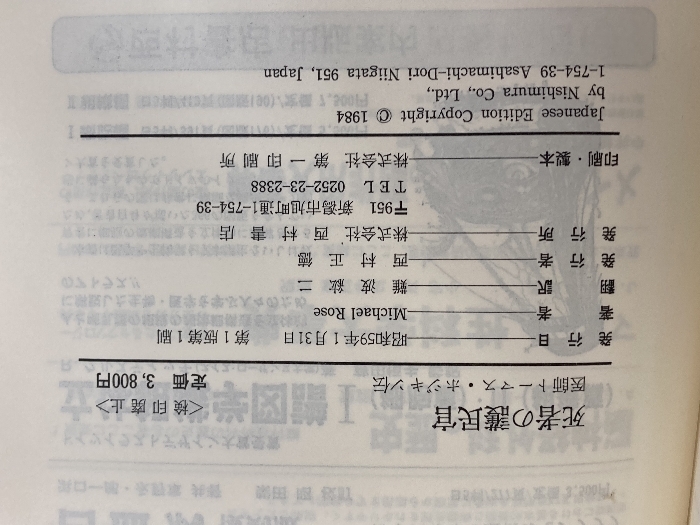 死者の護民官
医師トーマス・ホジキン伝
<検印廃止>
定価 3,800円
発行日 昭和59年1月31日 第1版第1刷
著者 Michael Rose
翻訳 難波紘二
発行者 西村正徳
発行所 株式会社 西村書店
〒951 新潟市旭町通1-754-39
TEL 0252-23-2388
印刷・製本 株式会社 第一印刷所
Japanese Edition Copyright © 1984
by Nishimura Co., Ltd.,
1-754-39 Asahimachi-Dori Niigata 951, Japan